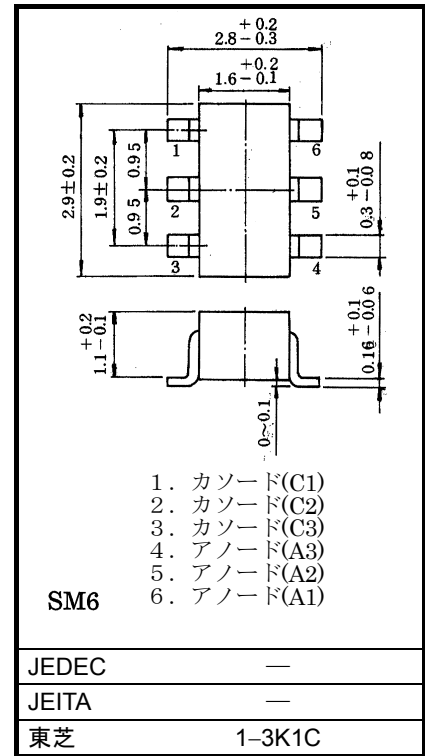 + 0.2
2.8 − 0.3
+ 0.2
1.6 − 0.1
1
6
2.9 ± 0.2
1.9 ± 0.2
0.95
0.95
2
5
3
4
+0.1
0.3−0.08
+0.2
1.1−0.1
+0.1
0.16−0.06
0~0.1
1. カソード(C1)
2. カソード(C2)
3. カソード(C3)
4. アノード(A3)
5. アノード(A2)
6. アノード(A1)
SM6
JEDEC —
JEITA —
東芝 1–3K1C